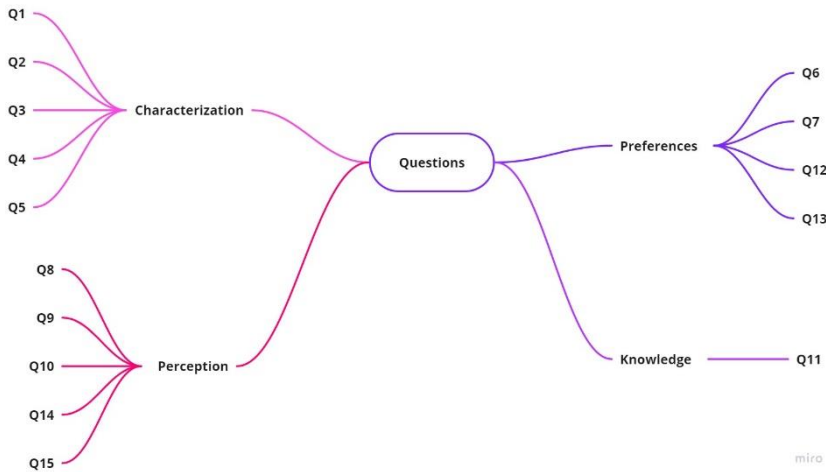 Q1
Q2
Q3
Q4
Q5
Characterization
Questions
Preferences
Q6
Q7
Q12
Q13
Q8
Q9
Q10
Q14
Q15
Perception
Knowledge
Q11
miro